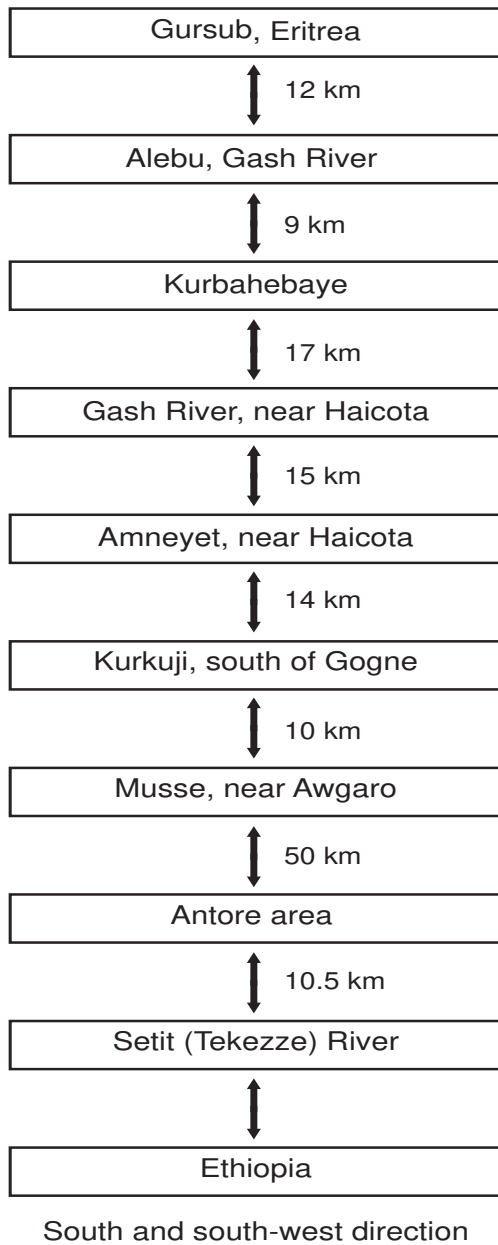 Gursub, Eritrea
12 km
Alebu, Gash River
9 km
Kurbahebaye
17 km
Gash River, near Haicota
15 km
Amneyet, near Haicota
14 km
Kurkuji, south of Gogne
10 km
Musse, near Awgaro
50 km
Antore area
10.5 km
Setit (Tekezze) River
Ethiopia
South and south-west direction